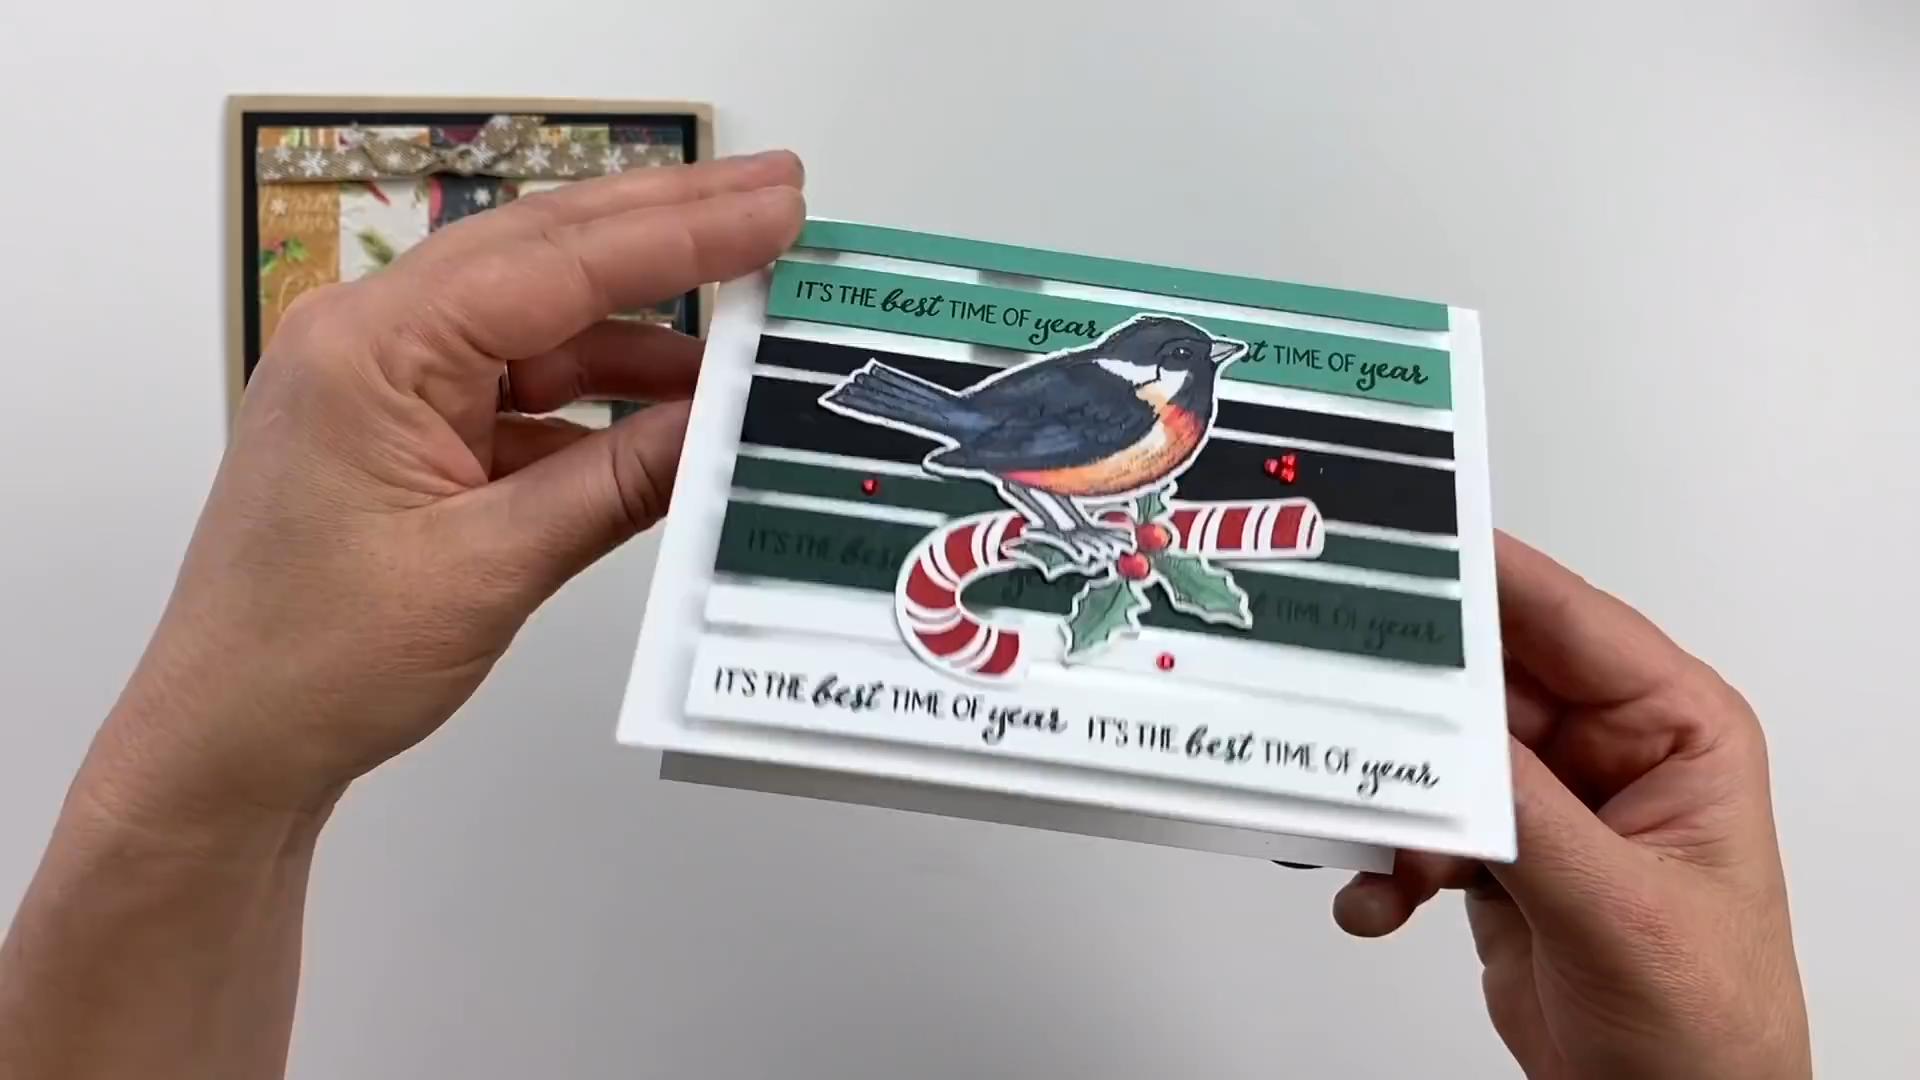 IT'S THE best TIME OF year st TIME OF year
IT'S THE best TIME OF year
IT'S THE best TIME OF year IT'S THE best TIME OF year